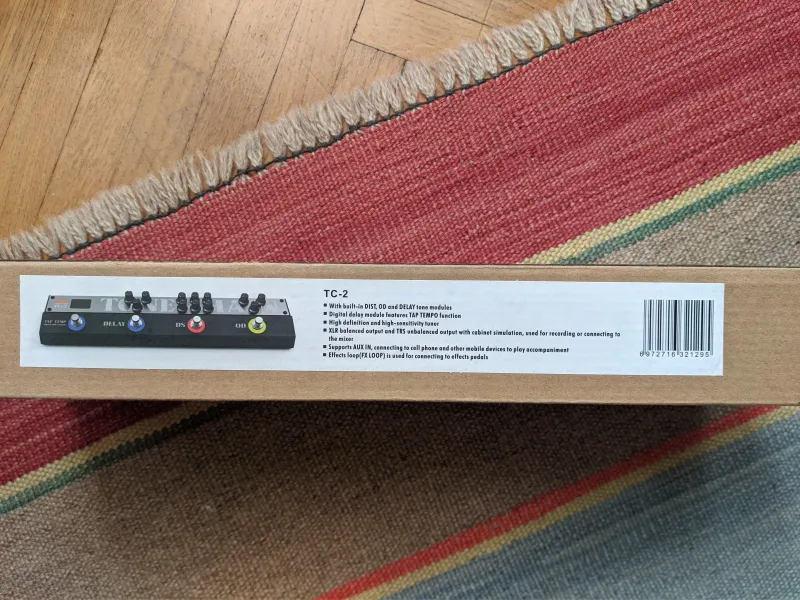 TC-2
▪ With built-in DIST, OD and DELAY tone modules
▪ Digital delay module features TAP TEMPO function
▪ High definition and high-sensitivity tunor
▪ XLR balanced output and TRS unbalanced output with cabinet simulation, used for recording or connecting to
the mixer
▪ Supports AUX IN, connecting to cell phone and other mobile devices to play accompaniment
▪ Effects loop(FX LOOP) is used for connecting to effects pedals
TAP TEMPO
DELAY
DS
OD
6972716321295